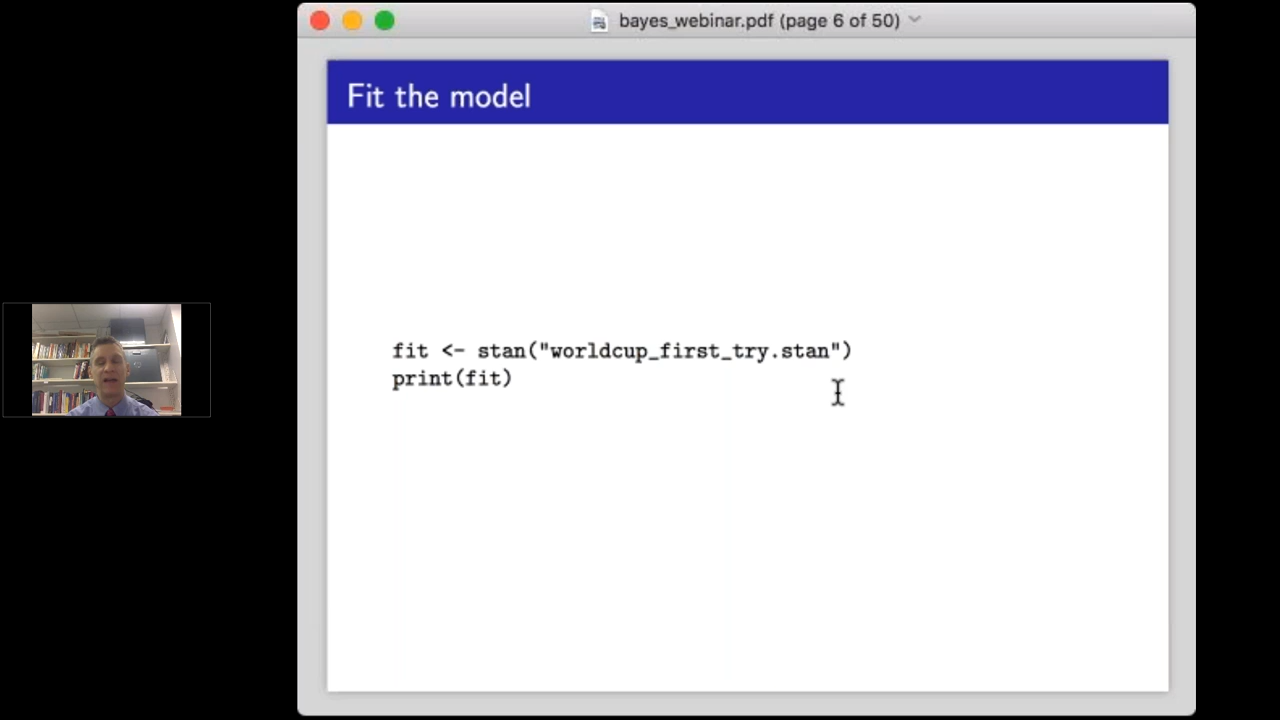 bayes_webinar.pdf (page 6 of 50)
Fit the model
fit <- stan("worldcup_first_try.stan")
print(fit)